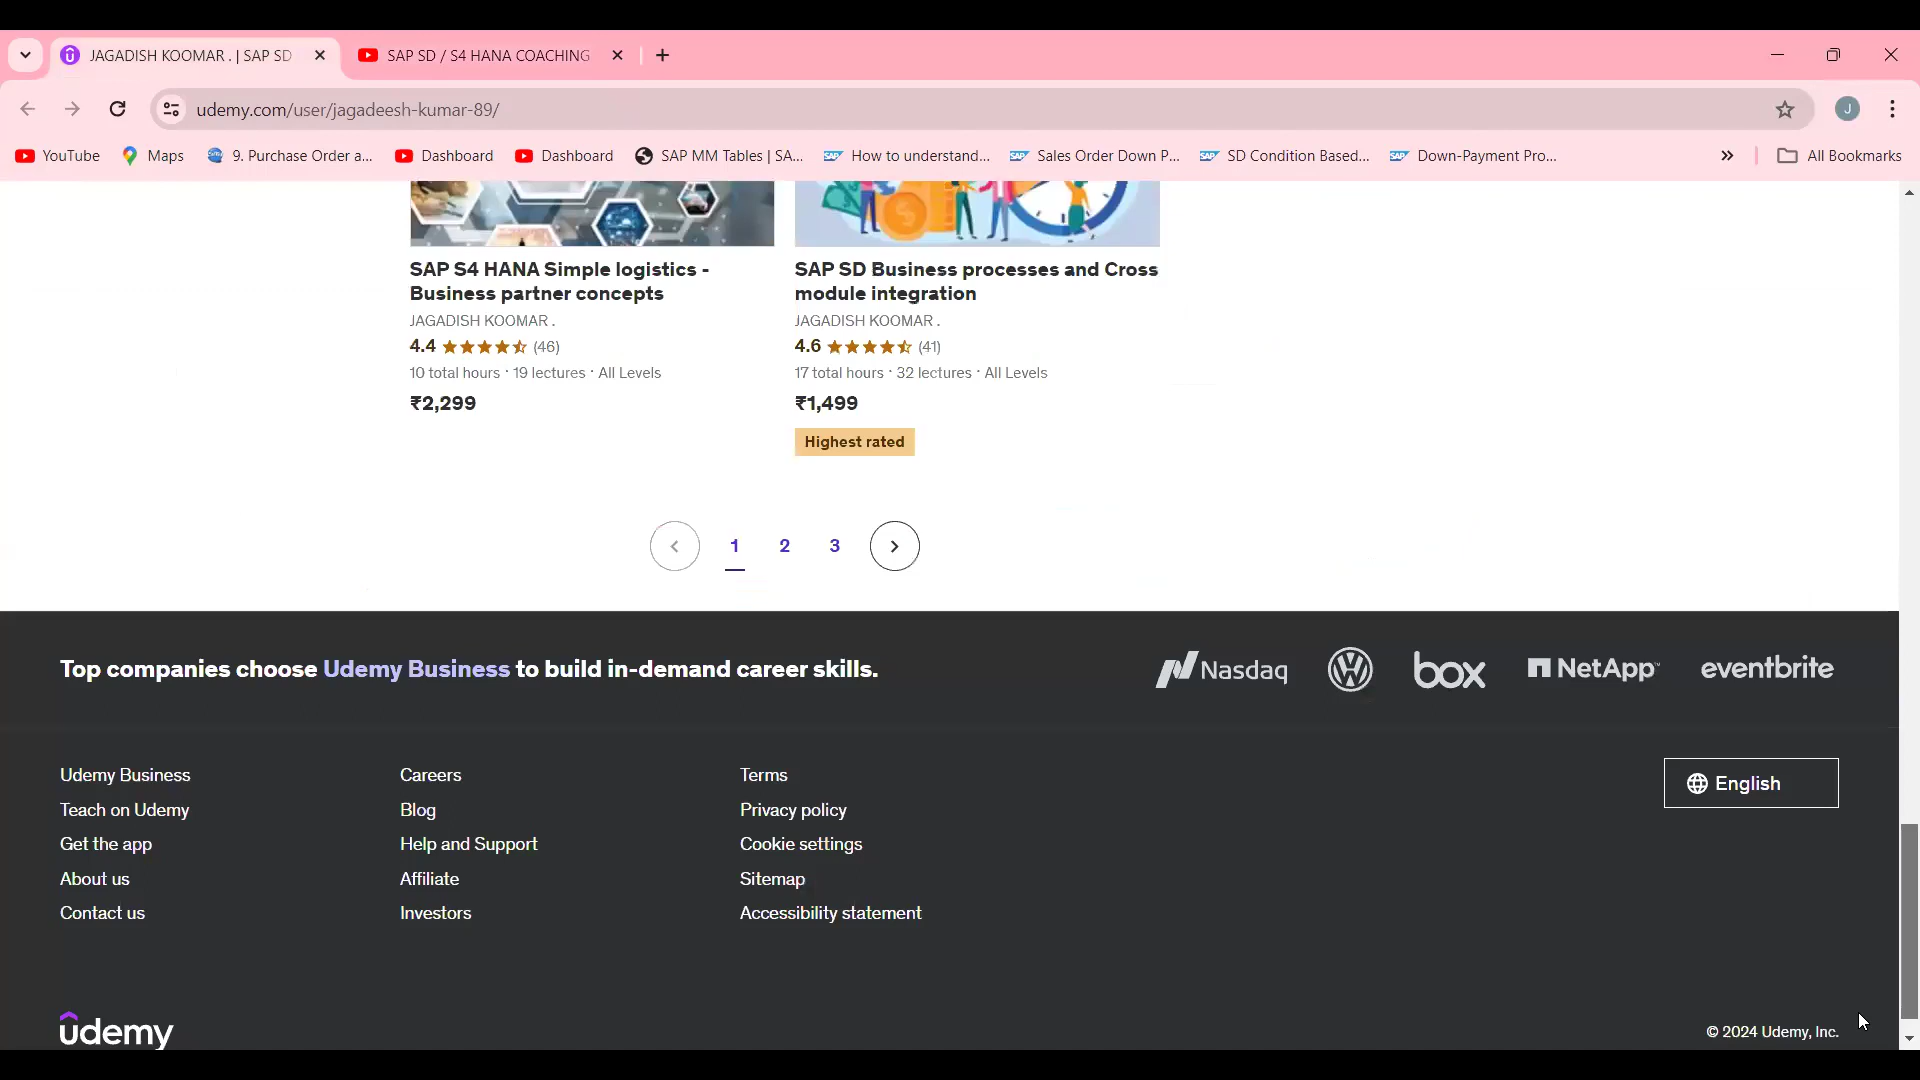 JAGADISH KOOMAR . | SAP SD
SAP SD / S4 HANA COACHING
udemy.com/user/jagadeesh-kumar-89/
J
YouTube
Maps
9. Purchase Order a...
Dashboard
Dashboard
SAP MM Tables | SA...
How to understand...
Sales Order Down P...
SD Condition Based...
Down-Payment Pro...
All Bookmarks
SAP S4 HANA Simple logistics -
Business partner concepts
JAGADISH KOOMAR .
4.4 (46)
10 total hours · 19 lectures · All Levels
₹2,299
SAP SD Business processes and Cross
module integration
JAGADISH KOOMAR .
4.6 (41)
17 total hours · 32 lectures · All Levels
₹1,499
Highest rated
1 2 3
Top companies choose Udemy Business to build in-demand career skills.
Nasdaq
box
NetApp
eventbrite
Udemy Business
Teach on Udemy
Get the app
About us
Contact us
Careers
Blog
Help and Support
Affiliate
Investors
Terms
Privacy policy
Cookie settings
Sitemap
Accessibility statement
English
udemy
© 2024 Udemy, Inc.